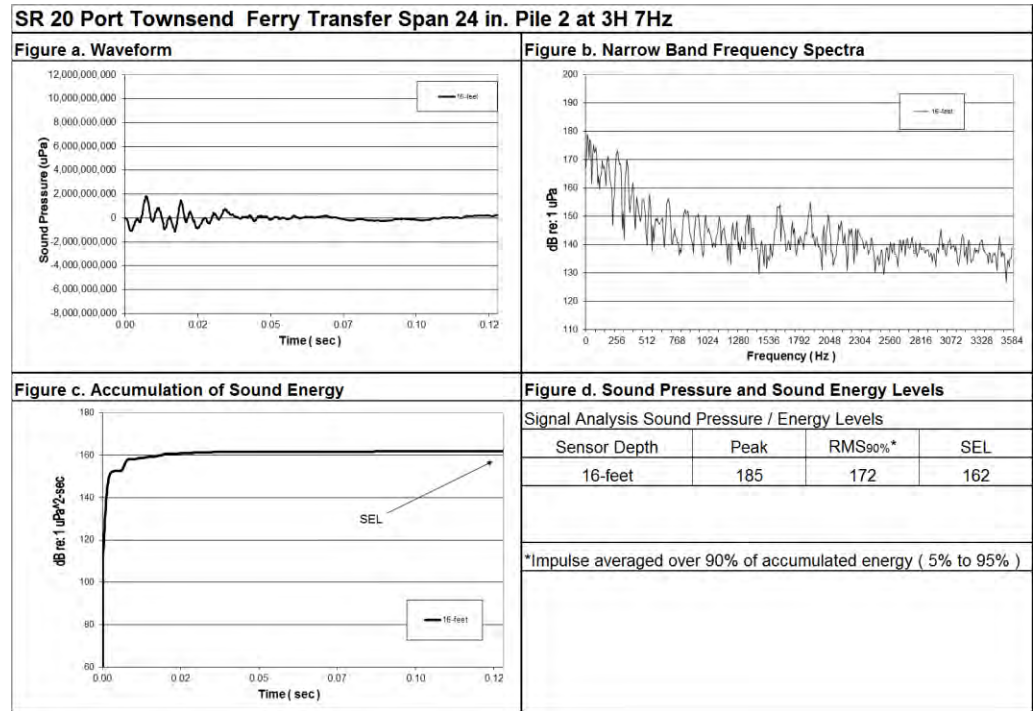 SR 20 Port Townsend Ferry Transfer Span 24 in. Pile 2 at 3H 7Hz
Figure a. Waveform
12,000,000,000
10,000,000,000
8,000,000,000
6,000,000,000
4,000,000,000
2,000,000,000
0
-2,000,000,000
-4,000,000,000
-6,000,000,000
-8,000,000,000
Sound Pressure (uPa)
16-feet
0.00 0.02 0.05 0.07 0.10 0.12
Time ( sec )
Figure b. Narrow Band Frequency Spectra
200
190
180
170
160
150
140
130
120
110
dB re: 1 uPa
16-feet
0 256 512 768 1024 1280 1536 1792 2048 2304 2560 2816 3072 3328 3584
Frequency ( Hz )
Figure c. Accumulation of Sound Energy
180
160
140
120
100
80
60
dB re: 1 uPa^2-sec
SEL
16-feet
0.00 0.02 0.05 0.07 0.10 0.12
Time ( sec )
Figure d. Sound Pressure and Sound Energy Levels
Signal Analysis Sound Pressure / Energy Levels
Sensor Depth Peak RMS90%* SEL
16-feet 185 172 162
*Impulse averaged over 90% of accumulated energy ( 5% to 95% )